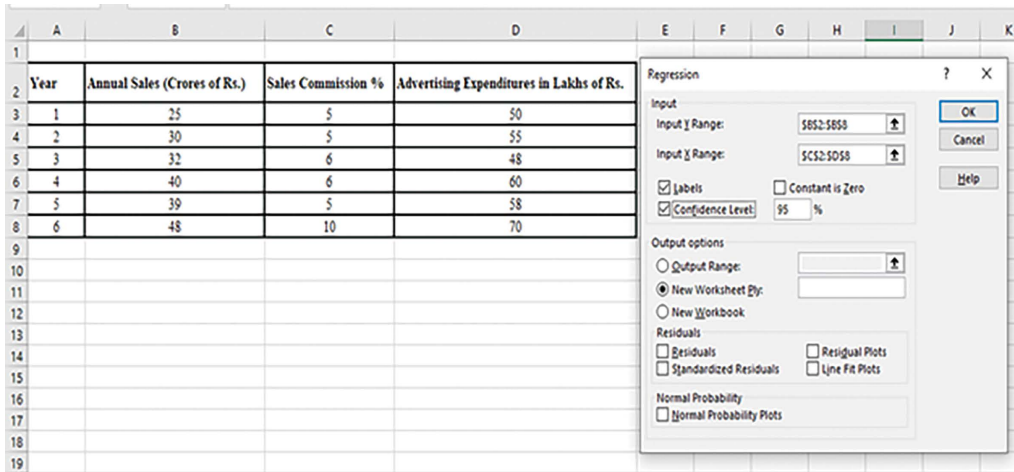 A B C D E F G H I J K
1
2 Year Annual Sales (Crores of Rs.) Sales Commission % Advertising Expenditures in Lakhs of Rs.
3 1 25 5 50
4 2 30 5 55
5 3 32 6 48
6 4 40 6 60
7 5 39 5 58
8 6 48 10 70
9
10
11
12
13
14
15
16
17
18
19
Regression ? X
Input
Input Y Range: $B$2:$B$8
Input X Range: $C$2:$D$8
Labels Constant is Zero
Confidence Level: 95 %
OK
Cancel
Help
Output options
Output Range:
New Worksheet Ply:
New Workbook
Residuals
Residuals Residual Plots
Standardized Residuals Line Fit Plots
Normal Probability
Normal Probability Plots